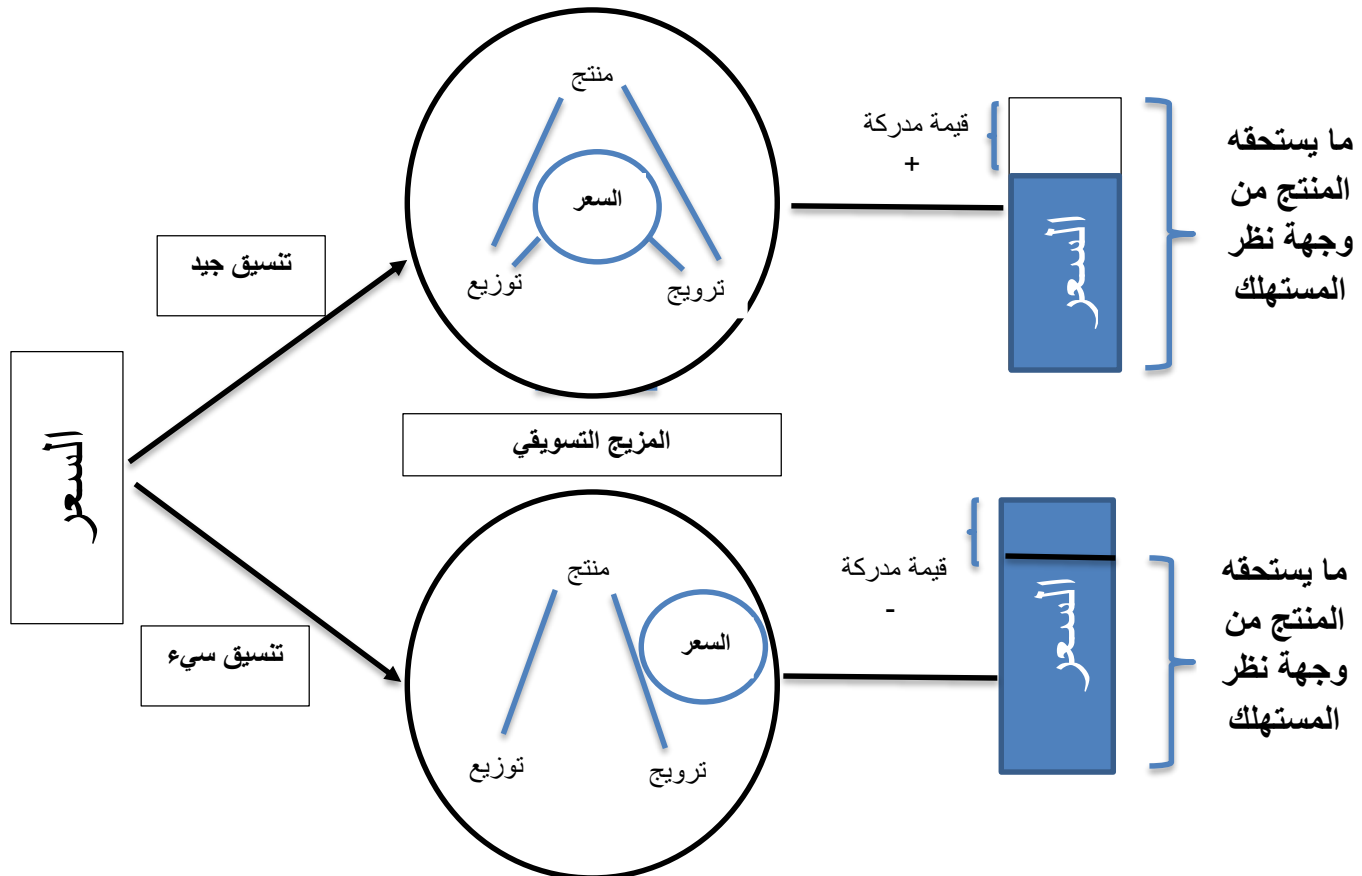 منتج
السعر
توزيع
ترويج
قيمة مدركة
+
السعر
ما يستحقه
المنتج من
وجهة نظر
المستهلك
تنسيق جيد
السعر
المزيج التسويقي
تنسيق سيء
منتج
السعر
توزيع
ترويج
قيمة مدركة
-
السعر
ما يستحقه
المنتج من
وجهة نظر
المستهلك